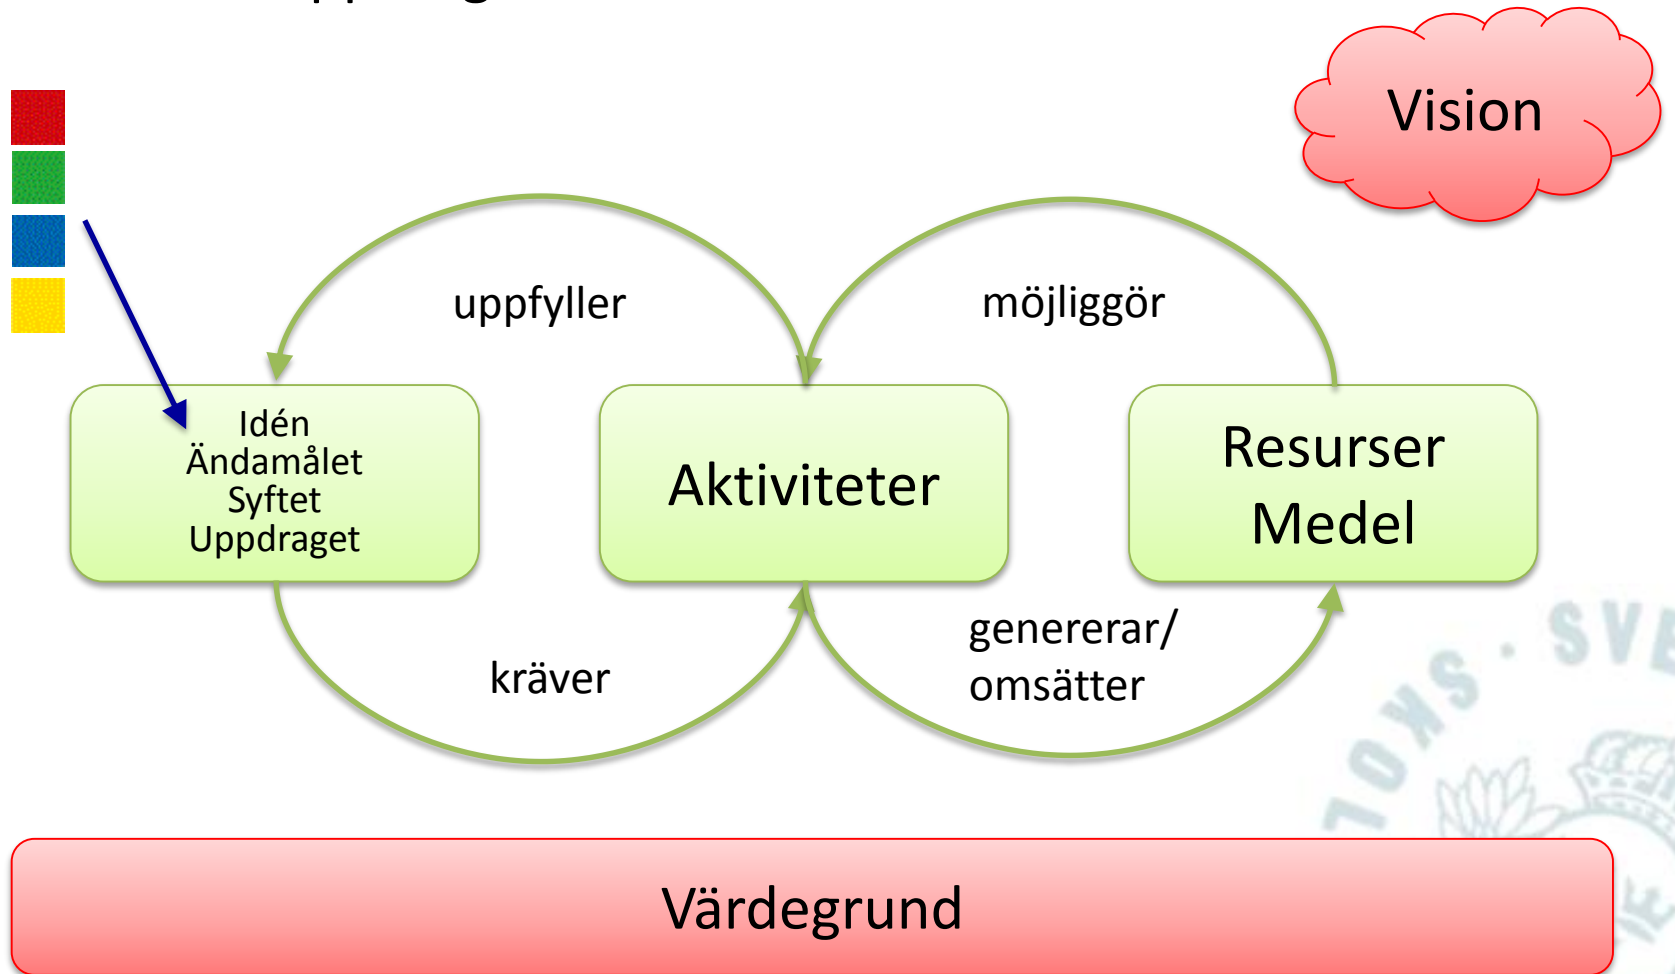 Vision
uppfyller
möjliggör
Idén
Ändamålet
Syftet
Uppdraget
Aktiviteter
Resurser
Medel
kräver
genererar/
omsätter
Värdegrund